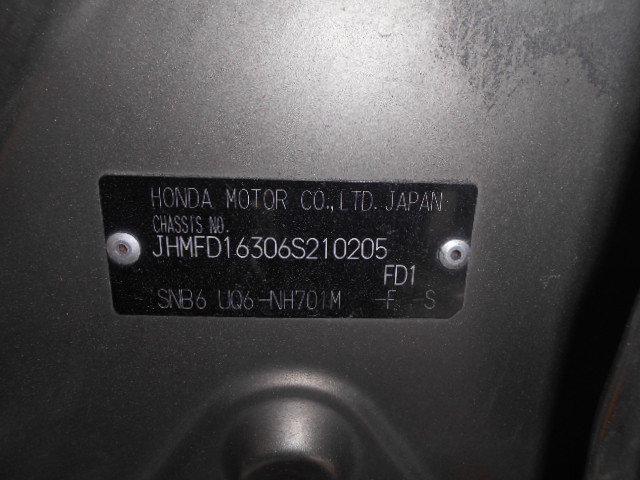 HONDA MOTOR CO.,LTD. JAPAN
CHASSIS NO.
JHMFD16306S210205
FD1
SNB6 UQ6-NH701M -F- S